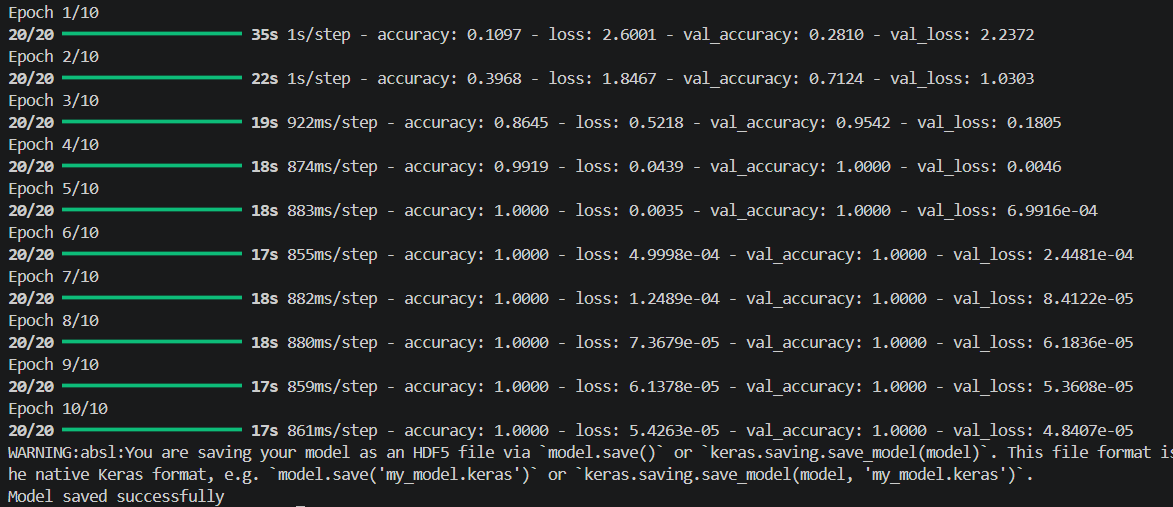 Epoch 1/10
20/20 35s 1s/step - accuracy: 0.1097 - loss: 2.6001 - val_accuracy: 0.2810 - val_loss: 2.2372
Epoch 2/10
20/20 22s 1s/step - accuracy: 0.3968 - loss: 1.8467 - val_accuracy: 0.7124 - val_loss: 1.0303
Epoch 3/10
20/20 19s 922ms/step - accuracy: 0.8645 - loss: 0.5218 - val_accuracy: 0.9542 - val_loss: 0.1805
Epoch 4/10
20/20 18s 874ms/step - accuracy: 0.9919 - loss: 0.0439 - val_accuracy: 1.0000 - val_loss: 0.0046
Epoch 5/10
20/20 18s 883ms/step - accuracy: 1.0000 - loss: 0.0035 - val_accuracy: 1.0000 - val_loss: 6.9916e-04
Epoch 6/10
20/20 17s 855ms/step - accuracy: 1.0000 - loss: 4.9998e-04 - val_accuracy: 1.0000 - val_loss: 2.4481e-04
Epoch 7/10
20/20 18s 882ms/step - accuracy: 1.0000 - loss: 1.2489e-04 - val_accuracy: 1.0000 - val_loss: 8.4122e-05
Epoch 8/10
20/20 18s 880ms/step - accuracy: 1.0000 - loss: 7.3679e-05 - val_accuracy: 1.0000 - val_loss: 6.1836e-05
Epoch 9/10
20/20 17s 859ms/step - accuracy: 1.0000 - loss: 6.1378e-05 - val_accuracy: 1.0000 - val_loss: 5.3608e-05
Epoch 10/10
20/20 17s 861ms/step - accuracy: 1.0000 - loss: 5.4263e-05 - val_accuracy: 1.0000 - val_loss: 4.8407e-05
WARNING:absl:You are saving your model as an HDF5 file via `model.save()` or `keras.saving.save_model(model)`. This file format is
he native Keras format, e.g. `model.save('my_model.keras')` or `keras.saving.save_model(model, 'my_model.keras')`.
Model saved successfully